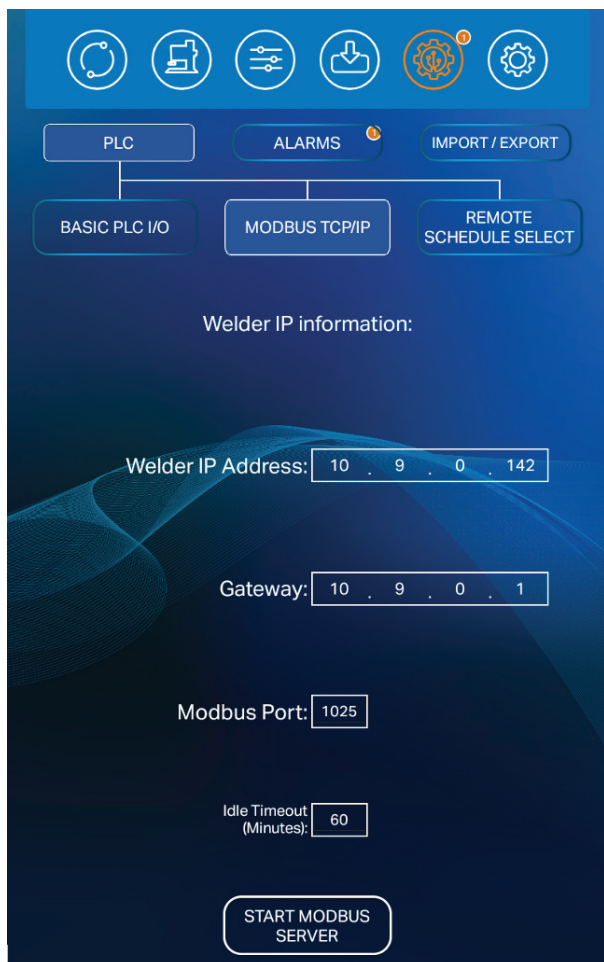 1
PLC
ALARMS
1
IMPORT / EXPORT
BASIC PLC I/O
MODBUS TCP/IP
REMOTE
SCHEDULE SELECT
Welder IP information:
Welder IP Address: 10 . 9 . 0 . 142
Gateway: 10 . 9 . 0 . 1
Modbus Port: 1025
Idle Timeout
(Minutes): 60
START MODBUS
SERVER